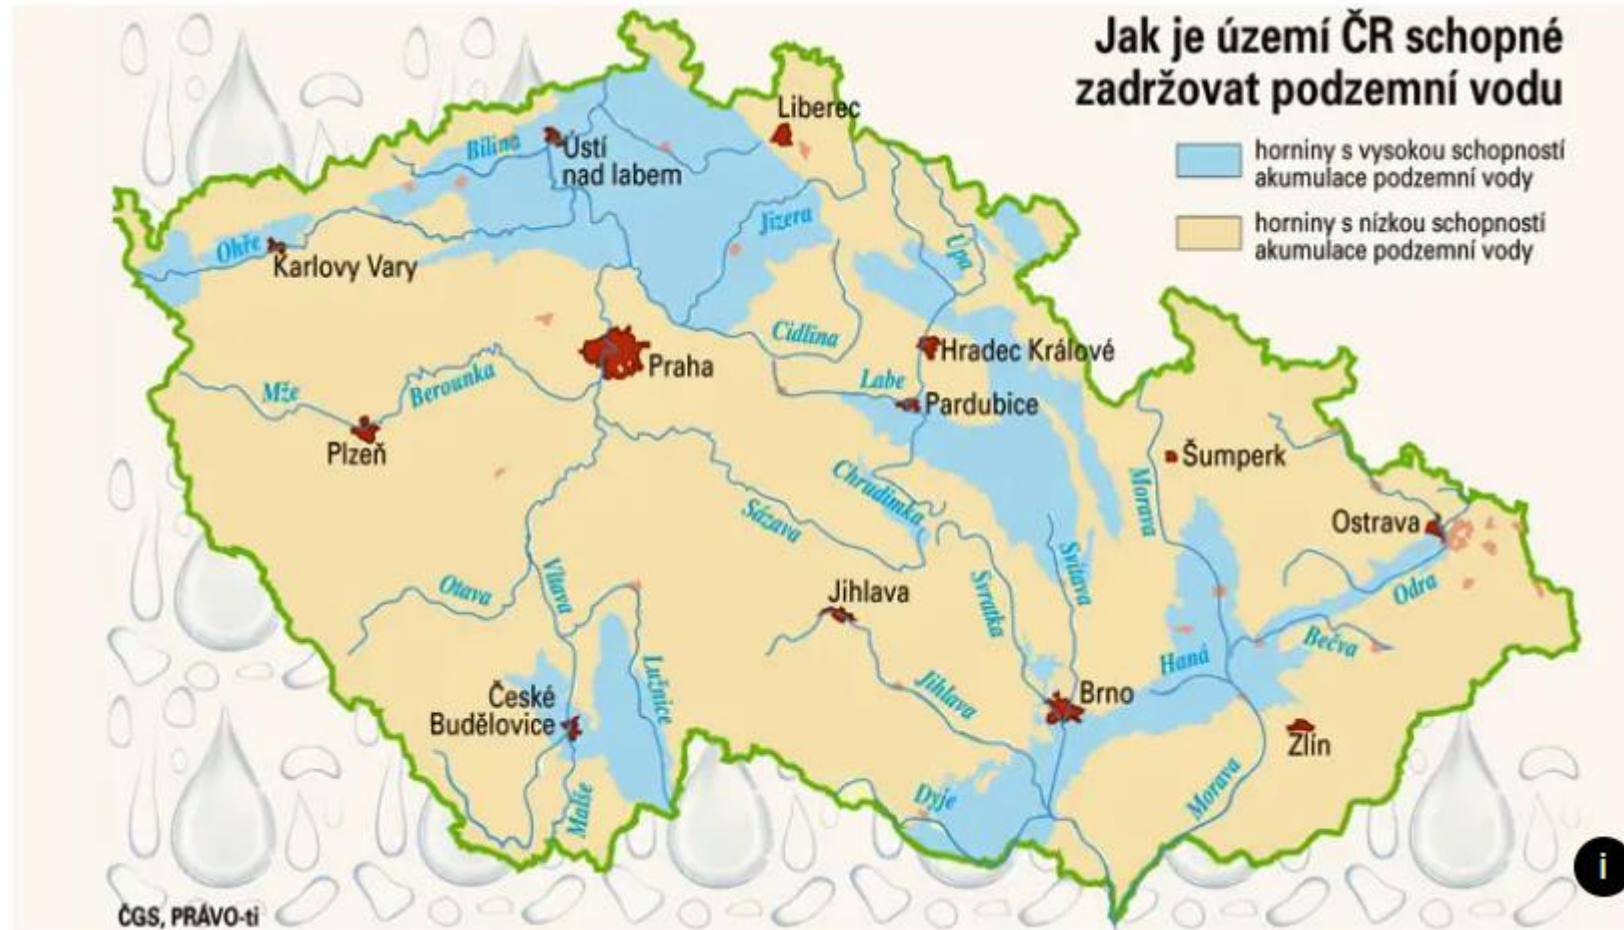 Jak je území ČR schopné
zadržovat podzemní vodu
horniny s vysokou schopností
akumulace podzemní vody
horniny s nízkou schopností
akumulace podzemní vody
Liberec
Bílina
Ústí
nad labem
Jizera
Ohře
Karlovy Vary
Úpa
Cidlina
Hradec Králové
Praha
Labe
Mže
Berounka
Pardubice
Plzeň
Šumperk
Chrudimka
Morava
Sázava
Ostrava
Svitava
Vltava
Otava
Jihlava
Svratka
Odra
Bečva
Haná
Lužnice
Jihlava
Brno
České
Budělovice
Zlín
Dyje
Morava
Malše
i
ČGS, PRÁVO-ti